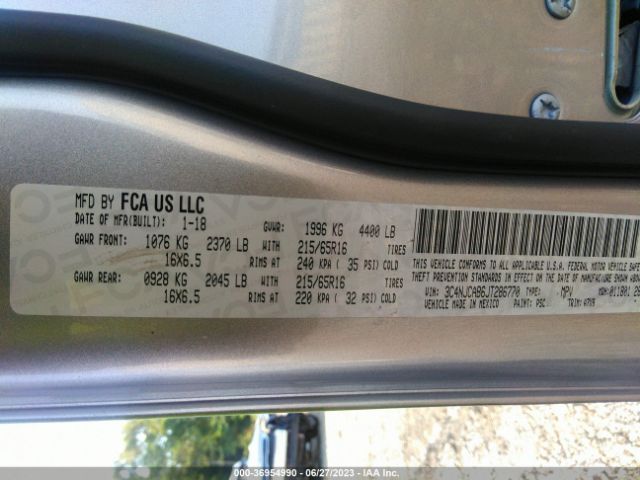 MFD BY FCA US LLC
DATE OF MFR(BUILT): 1-18 GVWR: 1996 KG 4400 LB
GAWR FRONT: 1076 KG 2370 LB WITH 215/65R16 TIRES
16X6.5 RIMS AT 240 KPA ( 35 PSI) COLD
GAWR REAR: 0928 KG 2045 LB WITH 215/65R16 TIRES
16X6.5 RIMS AT 220 KPA ( 32 PSI) COLD
THIS VEHICLE CONFORMS TO ALL APPLICABLE U.S.A. FEDERAL MOTOR VEHICLE SAFE
THEFT PREVENTION STANDARDS IN EFFECT ON THE DATE OF MANUFACTURE SHOWN ABOV
VIN: 3C4NJCAB6JT286770 TYPE: MPV
VEHICLE MADE IN MEXICO PAINT: PSC TRIM:
000-36954990 - 06/27/2023 - IAA Inc.